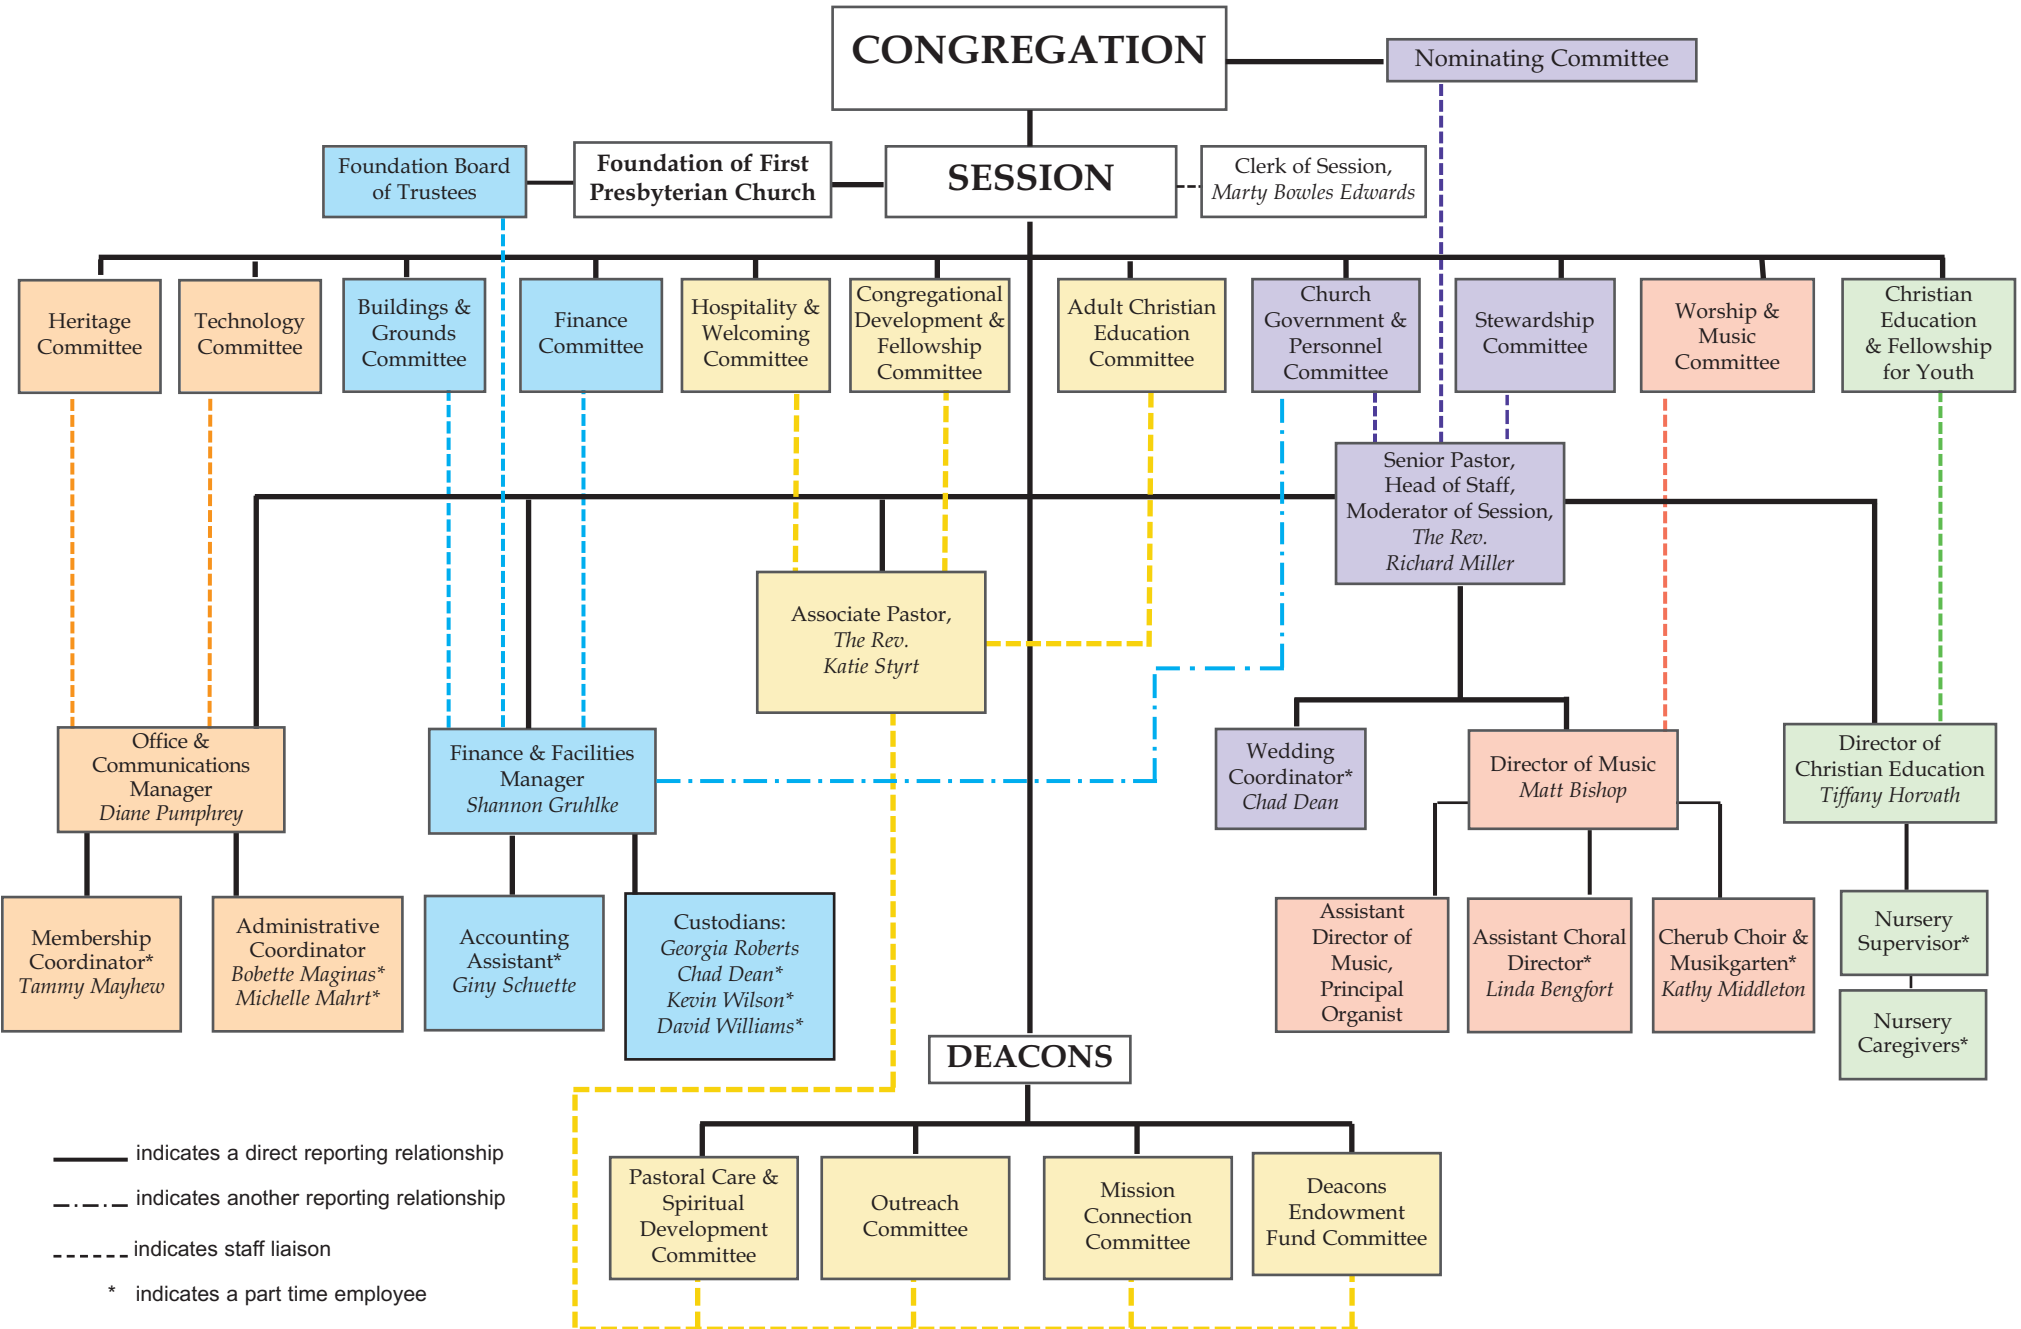 CONGREGATION
Nominating Committee
Foundation Board
of Trustees
Foundation of First
Presbyterian Church
SESSION
Clerk of Session,
Marty Bowles Edwards
Heritage
Committee
Technology
Committee
Buildings &
Grounds
Committee
Finance
Committee
Hospitality &
Welcoming
Committee
Congregational
Development &
Fellowship
Committee
Adult Christian
Education
Committee
Church
Government &
Personnel
Committee
Stewardship
Committee
Worship &
Music
Committee
Christian
Education
& Fellowship
for Youth
Senior Pastor,
Head of Staff,
Moderator of Session,
The Rev.
Richard Miller
Associate Pastor,
The Rev.
Katie Styrt
Office &
Communications
Manager
Diane Pumphrey
Finance & Facilities
Manager
Shannon Gruhlke
Wedding
Coordinator*
Chad Dean
Director of Music
Matt Bishop
Director of
Christian Education
Tiffany Horvath
Membership
Coordinator*
Tammy Mayhew
Administrative
Coordinator
Bobette Maginas*
Michelle Mahrt*
Accounting
Assistant*
Giny Schuette
Custodians:
Georgia Roberts
Chad Dean*
Kevin Wilson*
David Williams*
Assistant
Director of
Music,
Principal
Organist
Assistant Choral
Director*
Linda Bengfort
Cherub Choir &
Musikgarten*
Kathy Middleton
Nursery
Supervisor*
Nursery
Caregivers*
DEACONS
Pastoral Care &
Spiritual
Development
Committee
Outreach
Committee
Mission
Connection
Committee
Deacons
Endowment
Fund Committee
indicates a direct reporting relationship
indicates another reporting relationship
indicates staff liaison
* indicates a part time employee